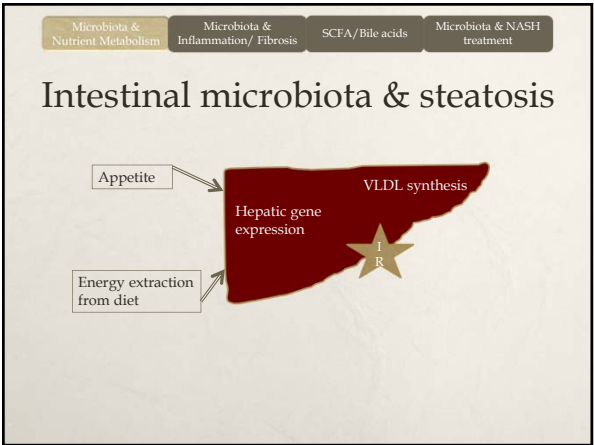 Microbiota &
Nutrient Metabolism
Microbiota &
Inflammation/ Fibrosis
SCFA/Bile acids
Microbiota & NASH
treatment
Intestinal microbiota & steatosis
Appetite
VLDL synthesis
Hepatic gene
expression
I
R
Energy extraction
from diet